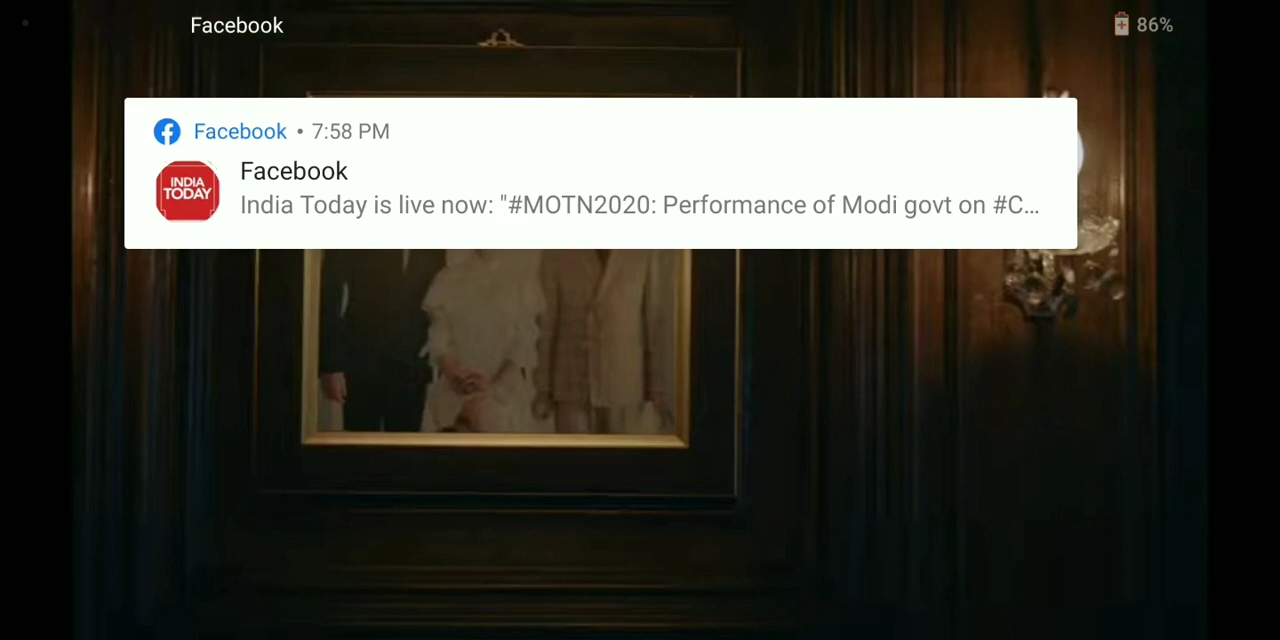 Facebook
86%
Facebook • 7:58 PM
INDIA
TODAY
Facebook
India Today is live now: "#MOTN2020: Performance of Modi govt on #C...